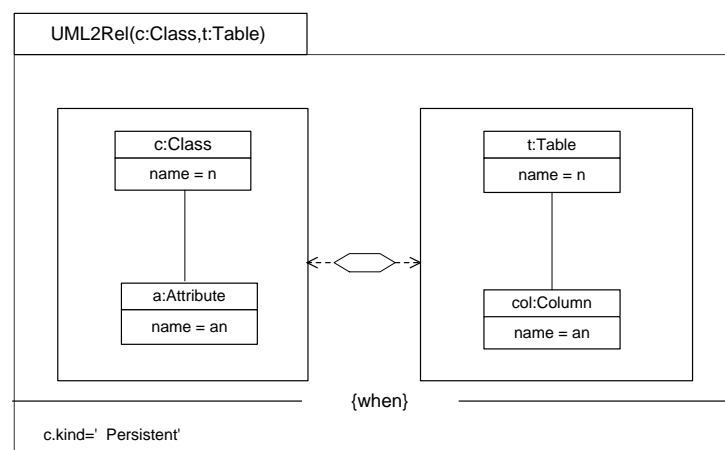 UML2Rel(c:Class,t:Table)
c:Class
name = n
a:Attribute
name = an
t:Table
name = n
col:Column
name = an
{when}
c.kind=' Persistent'